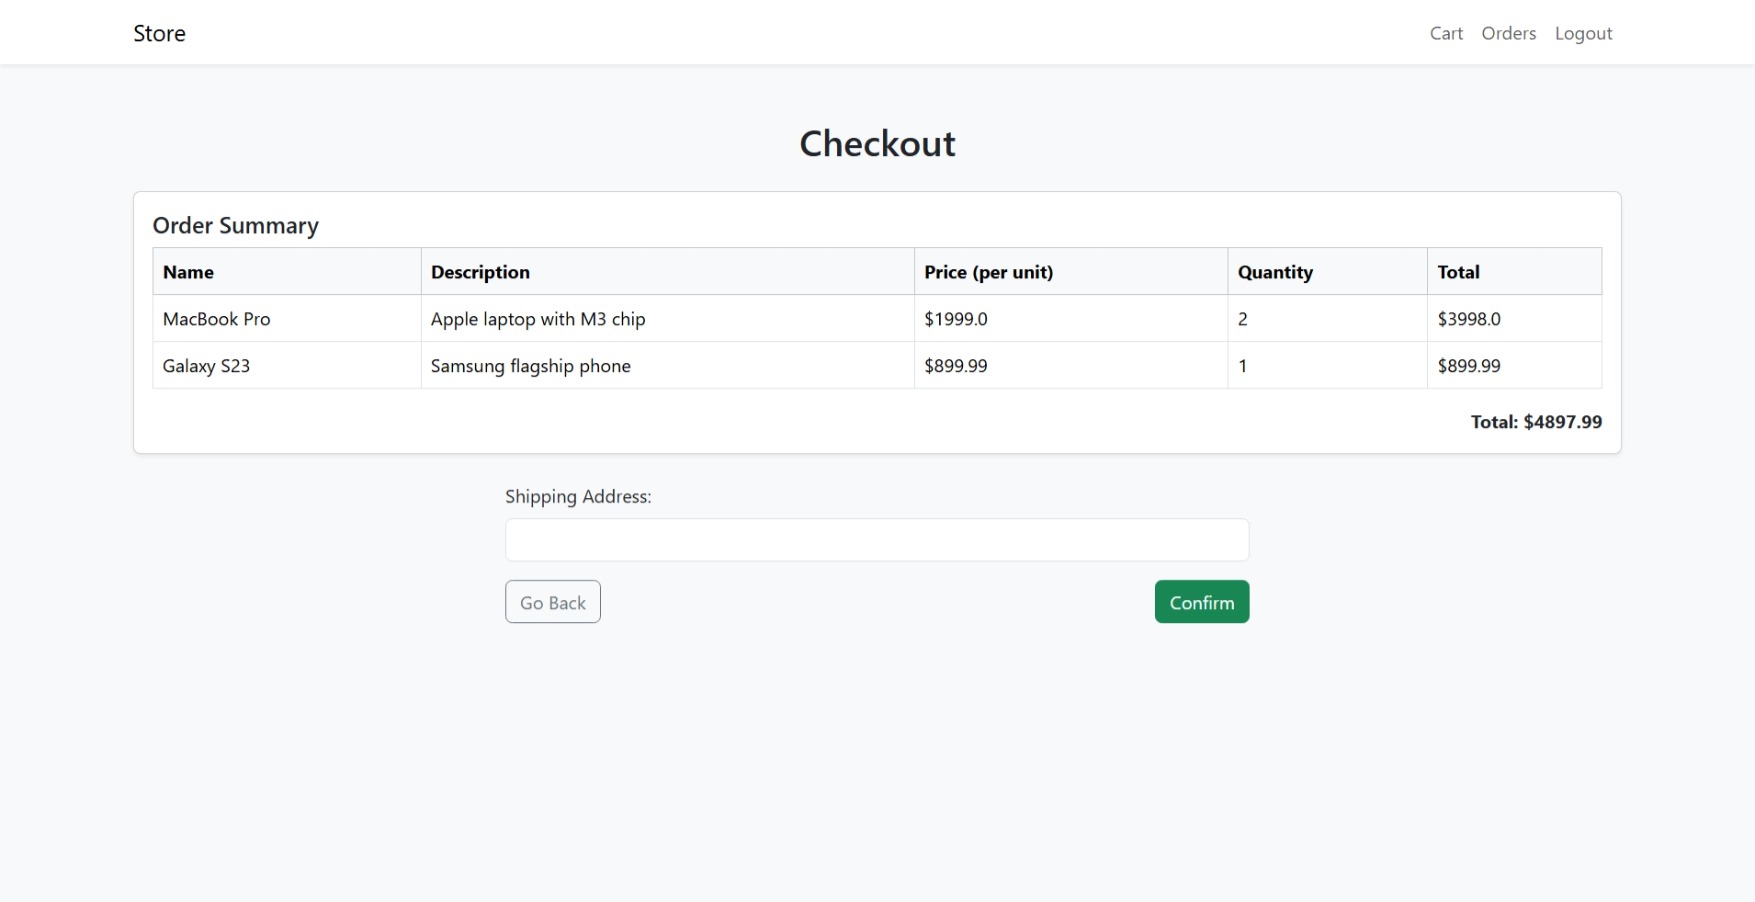 Store Cart Orders Logout
Checkout
Order Summary
Name Description Price (per unit) Quantity Total
MacBook Pro Apple laptop with M3 chip $1999.0 2 $3998.0
Galaxy S23 Samsung flagship phone $899.99 1 $899.99
Total: $4897.99
Shipping Address:
Go Back Confirm